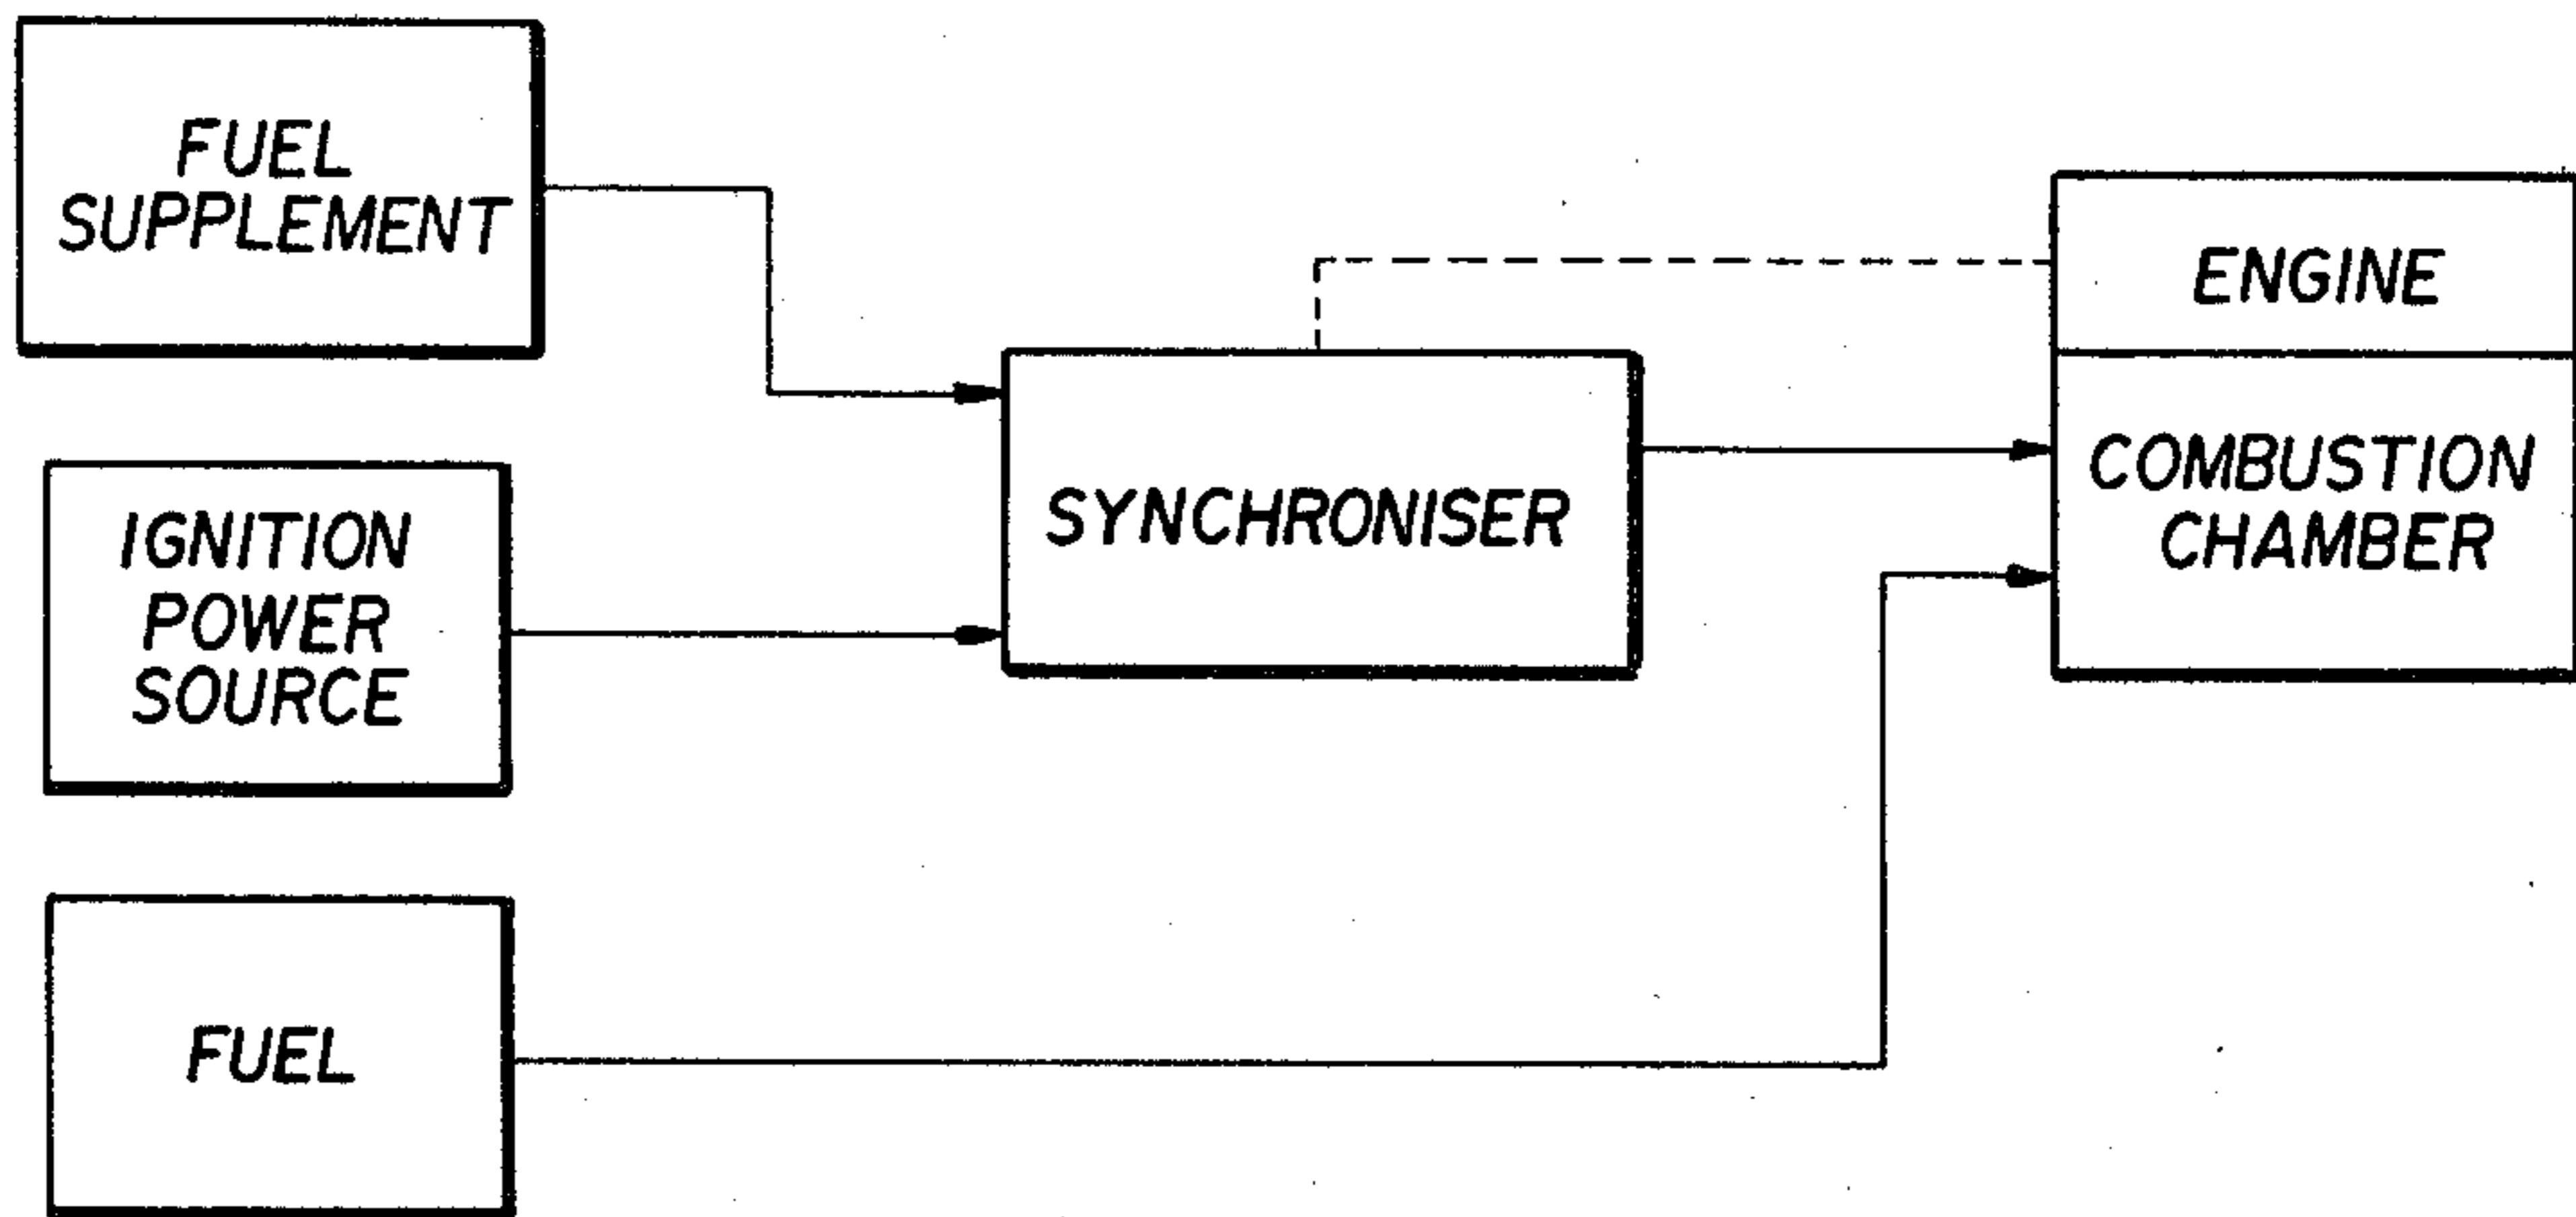 FUEL
SUPPLEMENT
IGNITION
POWER
SOURCE
FUEL
SYNCHRONISER
ENGINE
COMBUSTION
CHAMBER